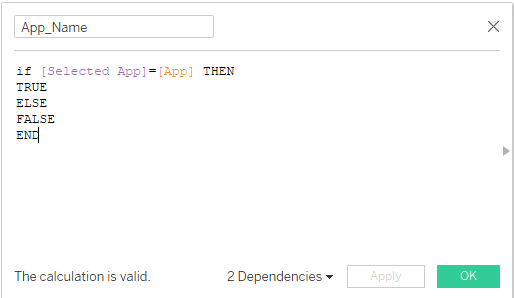 App_Name
if [Selected App]=[App] THEN
TRUE
ELSE
FALSE
END
The calculation is valid.
2 Dependencies
Apply
OK